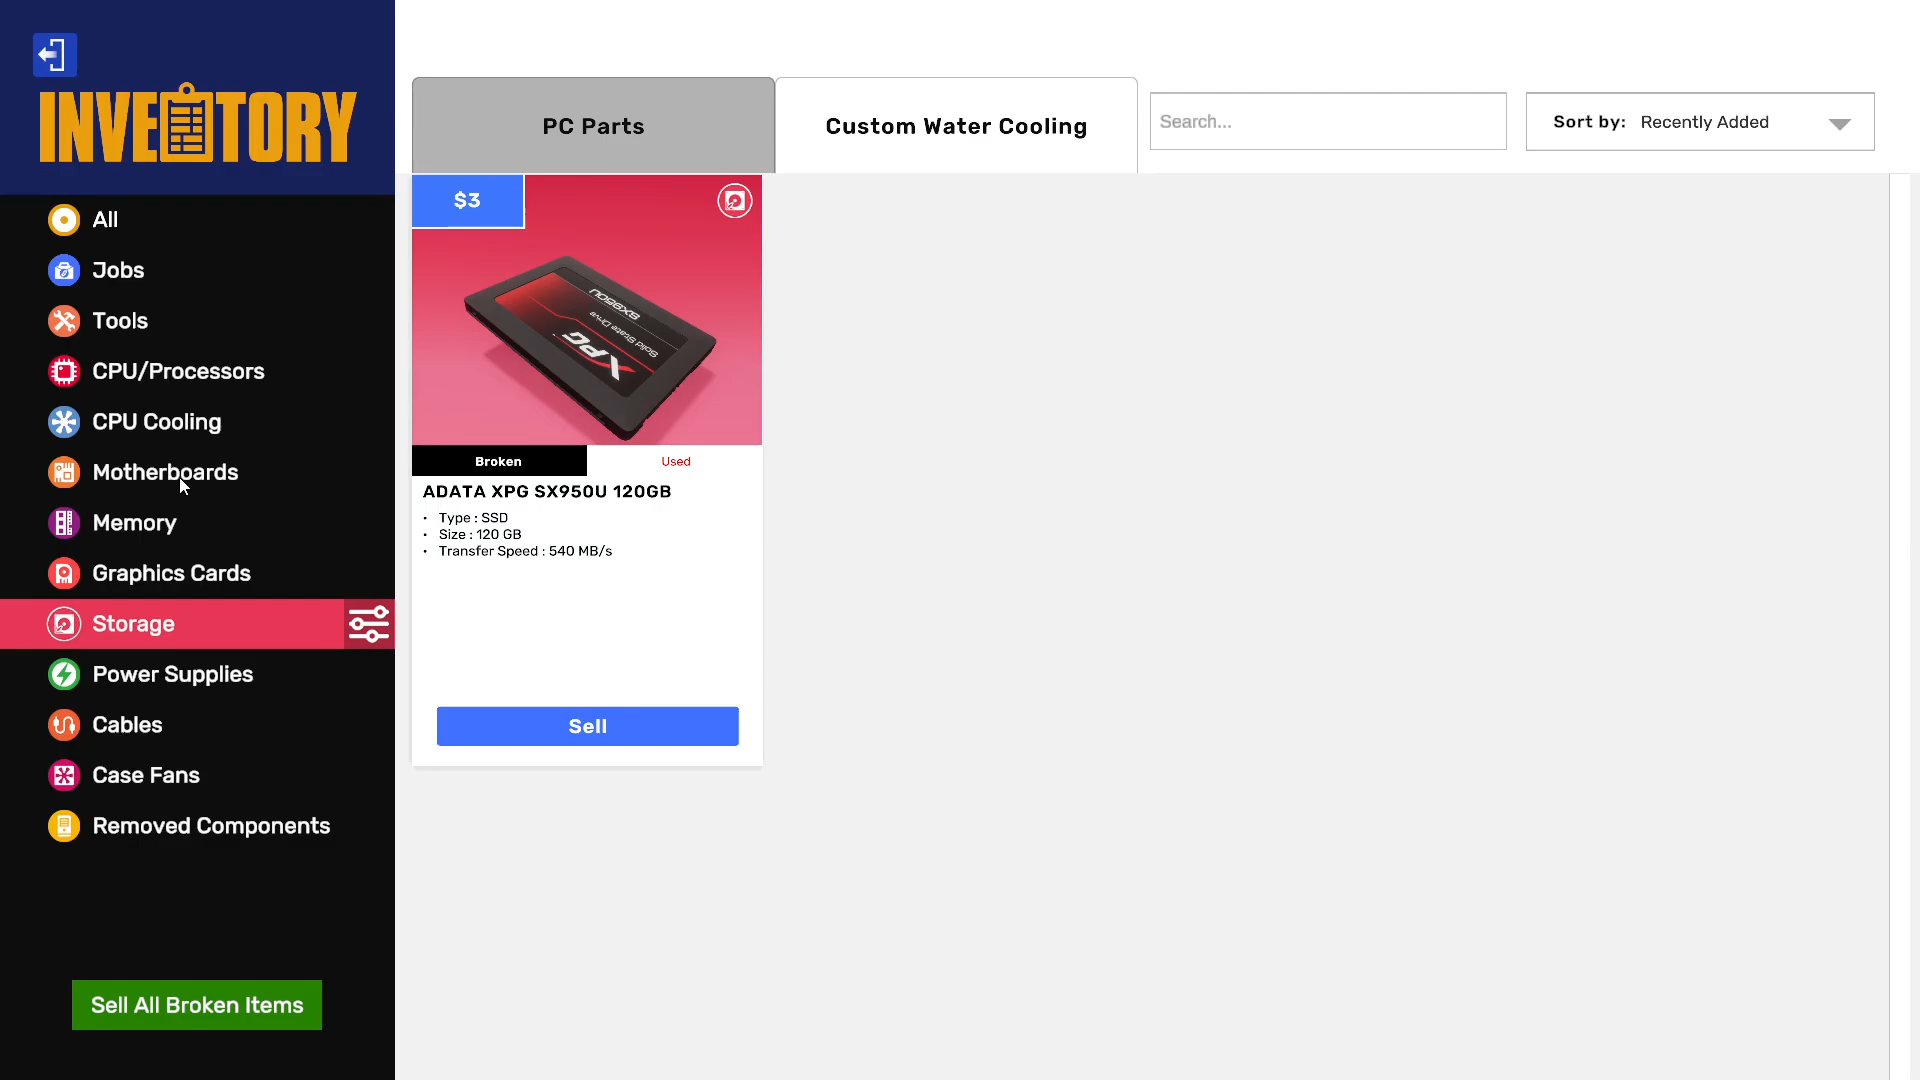 INVENTORY
PC Parts
Custom Water Cooling
Search...
Sort by: Recently Added
All
Jobs
Tools
CPU/Processors
CPU Cooling
Motherboards
Memory
Graphics Cards
Storage
Power Supplies
Cables
Case Fans
Removed Components
Sell All Broken Items
$3
SX950U
Solid State Drive
XPG
Broken
Used
ADATA XPG SX950U 120GB
• Type : SSD
• Size : 120 GB
• Transfer Speed : 540 MB/s
Sell